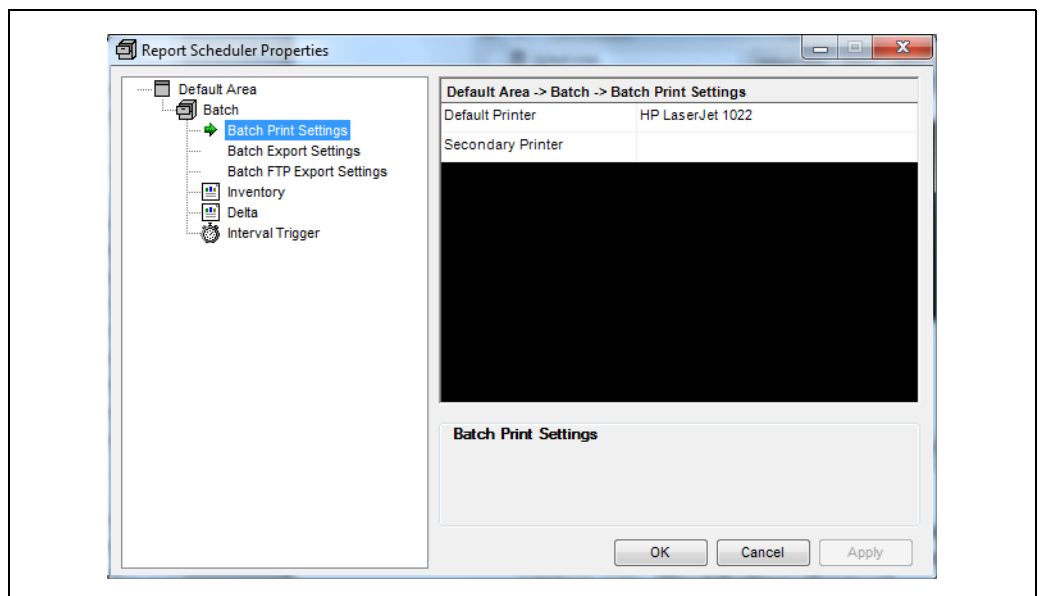 Report Scheduler Properties
Default Area
Batch
Batch Print Settings
Batch Export Settings
Batch FTP Export Settings
Inventory
Delta
Interval Trigger
Default Area -> Batch -> Batch Print Settings
Default Printer HP LaserJet 1022
Secondary Printer
Batch Print Settings
OK Cancel Apply